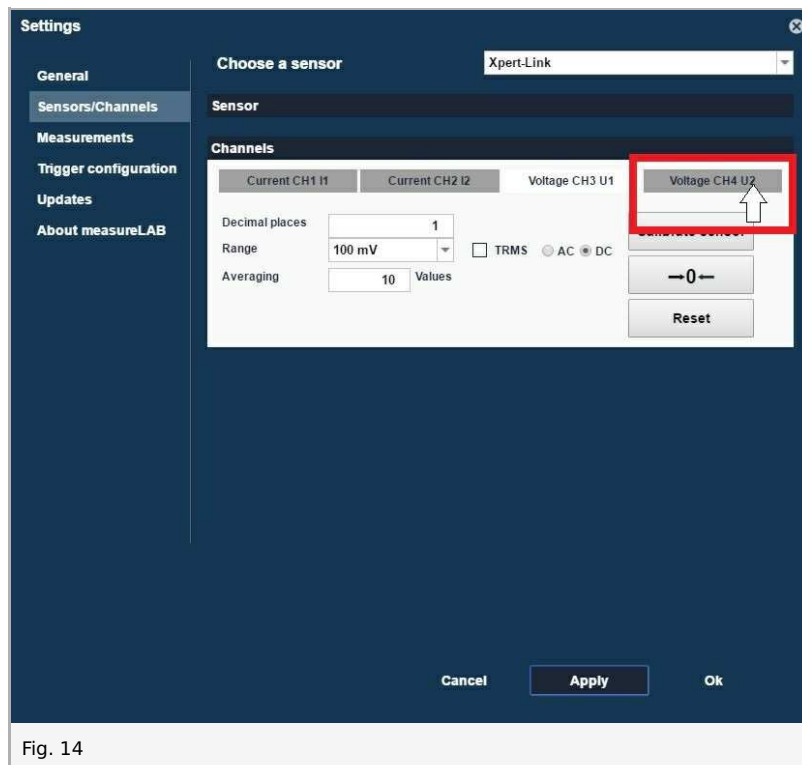 Settings
General
Sensors/Channels
Measurements
Trigger configuration
Updates
About measureLAB
Choose a sensor
Xpert-Link
Sensor
Channels
Current CH1 I1
Current CH2 I2
Voltage CH3 U1
Voltage CH4 U2
Decimal places
1
Range
100 mV
TRMS
AC
DC
Averaging
10
Values
→0←
Reset
Cancel
Apply
Ok
Fig. 14